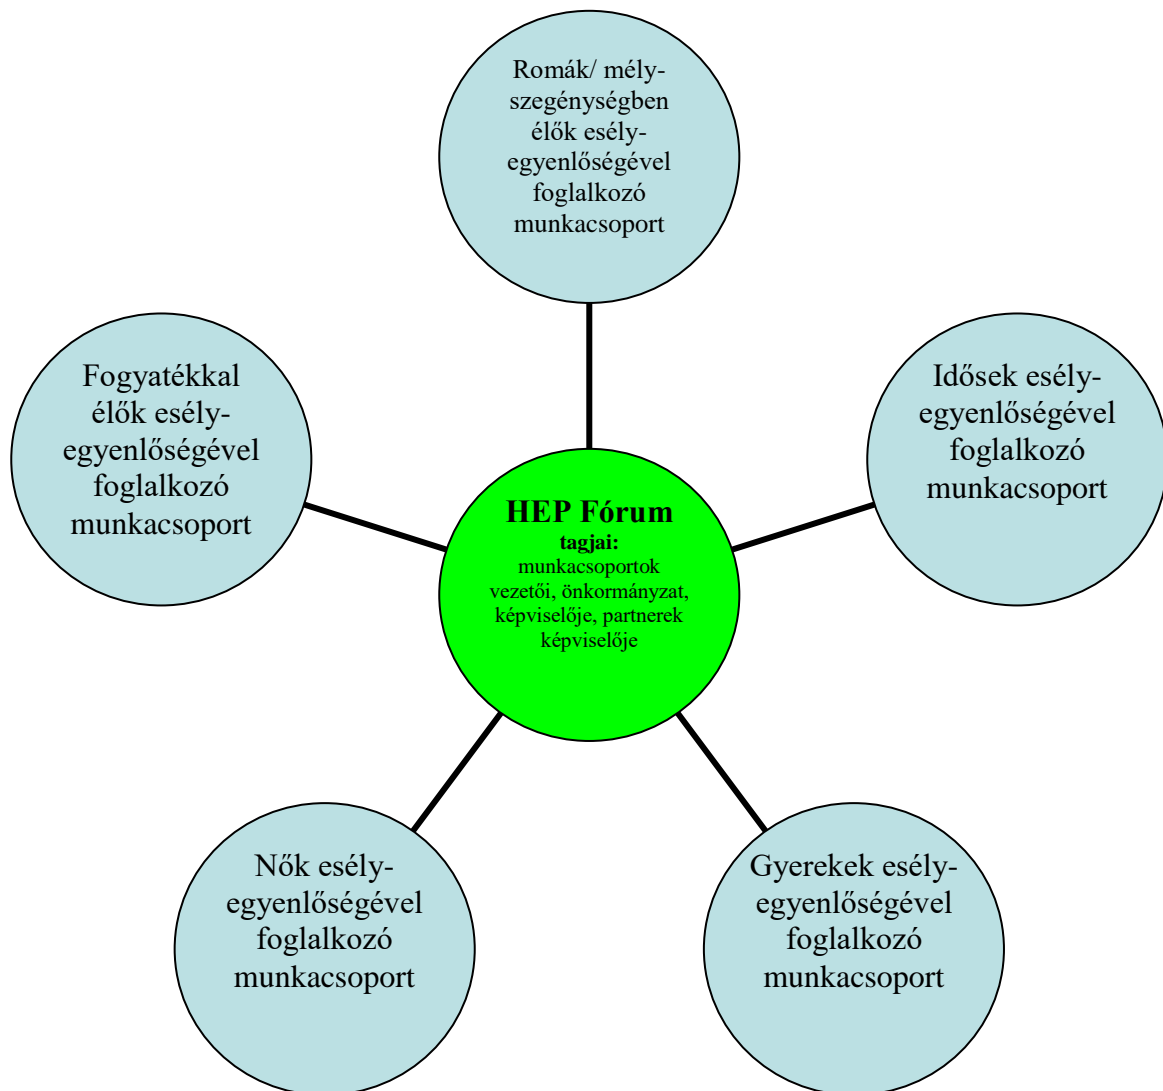 Romák/ mély-
szegénységben
élők esély-
egyenlőségével
foglalkozó
munkacsoport
Fogyatékkal
élők esély-
egyenlőségével
foglalkozó
munkacsoport
Idősek esély-
egyenlőségével
foglalkozó
munkacsoport
HEP Fórum
tagjai:
munkacsoportok
vezetői, önkormányzat,
képviselője, partnerek
képviselője
Nők esély-
egyenlőségével
foglalkozó
munkacsoport
Gyerekek esély-
egyenlőségével
foglalkozó
munkacsoport